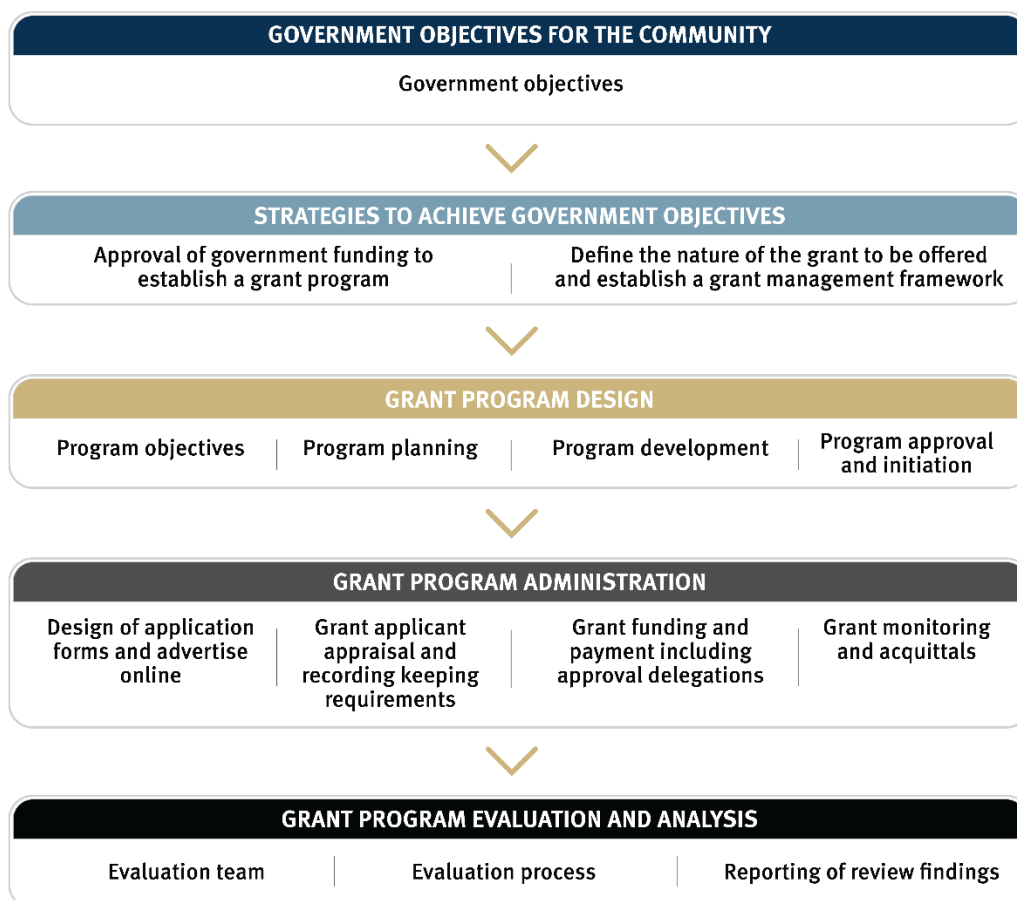 GOVERNMENT OBJECTIVES FOR THE COMMUNITY
Government objectives
STRATEGIES TO ACHIEVE GOVERNMENT OBJECTIVES
Approval of government funding to
establish a grant program
Define the nature of the grant to be offered
and establish a grant management framework
GRANT PROGRAM DESIGN
Program objectives
Program planning
Program development
Program approval
and initiation
GRANT PROGRAM ADMINISTRATION
Design of application
forms and advertise
online
Grant applicant
appraisal and
recording keeping
requirements
Grant funding and
payment including
approval delegations
Grant monitoring
and acquittals
GRANT PROGRAM EVALUATION AND ANALYSIS
Evaluation team
Evaluation process
Reporting of review findings